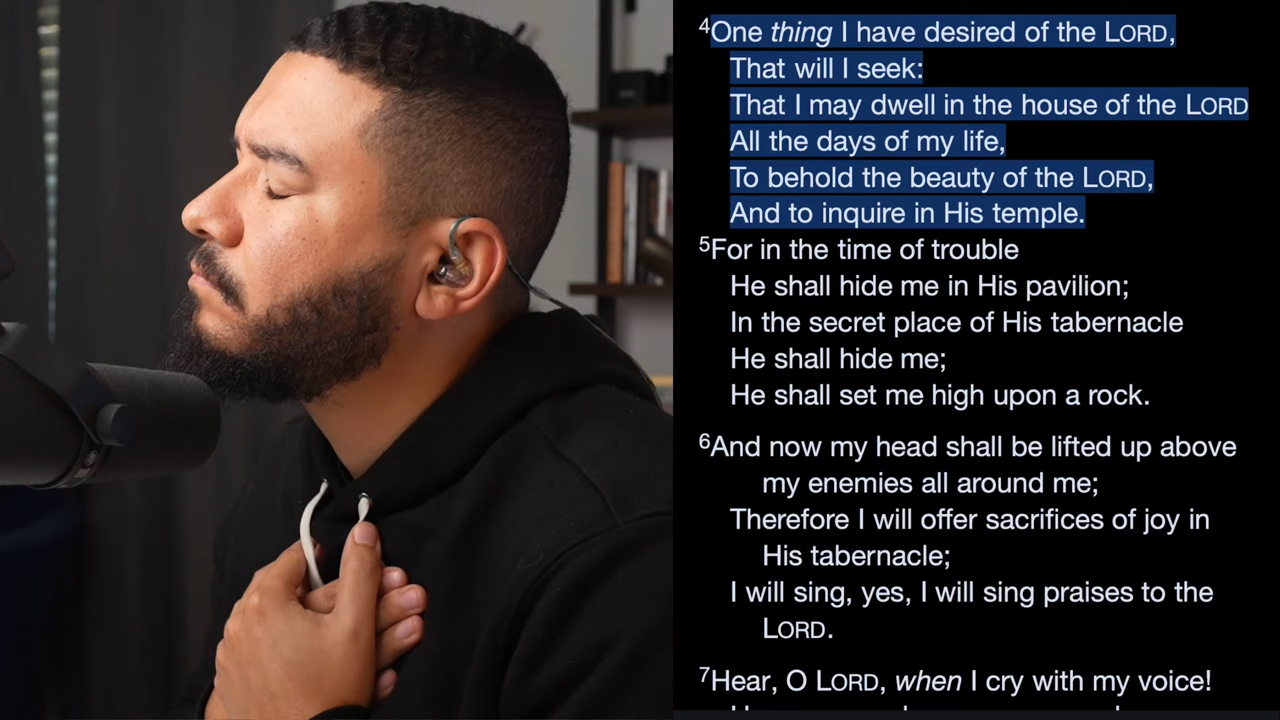 4One thing I have desired of the LORD,
That will I seek:
That I may dwell in the house of the LORD
All the days of my life,
To behold the beauty of the LORD,
And to inquire in His temple.
5For in the time of trouble
He shall hide me in His pavilion;
In the secret place of His tabernacle
He shall hide me;
He shall set me high upon a rock.
6And now my head shall be lifted up above
my enemies all around me;
Therefore I will offer sacrifices of joy in
His tabernacle;
I will sing, yes, I will sing praises to the
LORD.
7Hear, O LORD, when I cry with my voice!